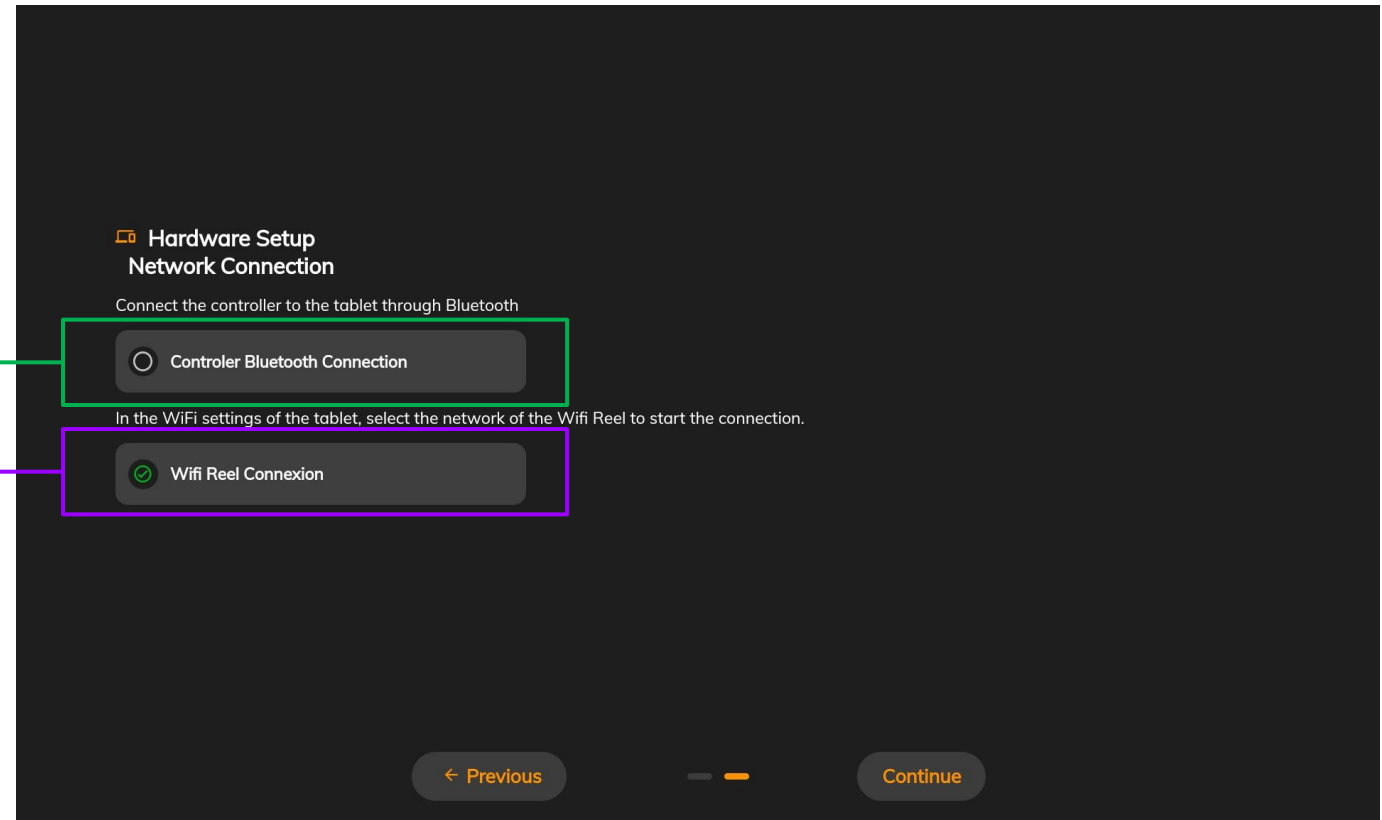 Hardware Setup
Network Connection
Connect the controller to the tablet through Bluetooth
Controler Bluetooth Connection
In the WiFi settings of the tablet, select the network of the Wifi Reel to start the connection.
Wifi Reel Connexion
Previous
Continue